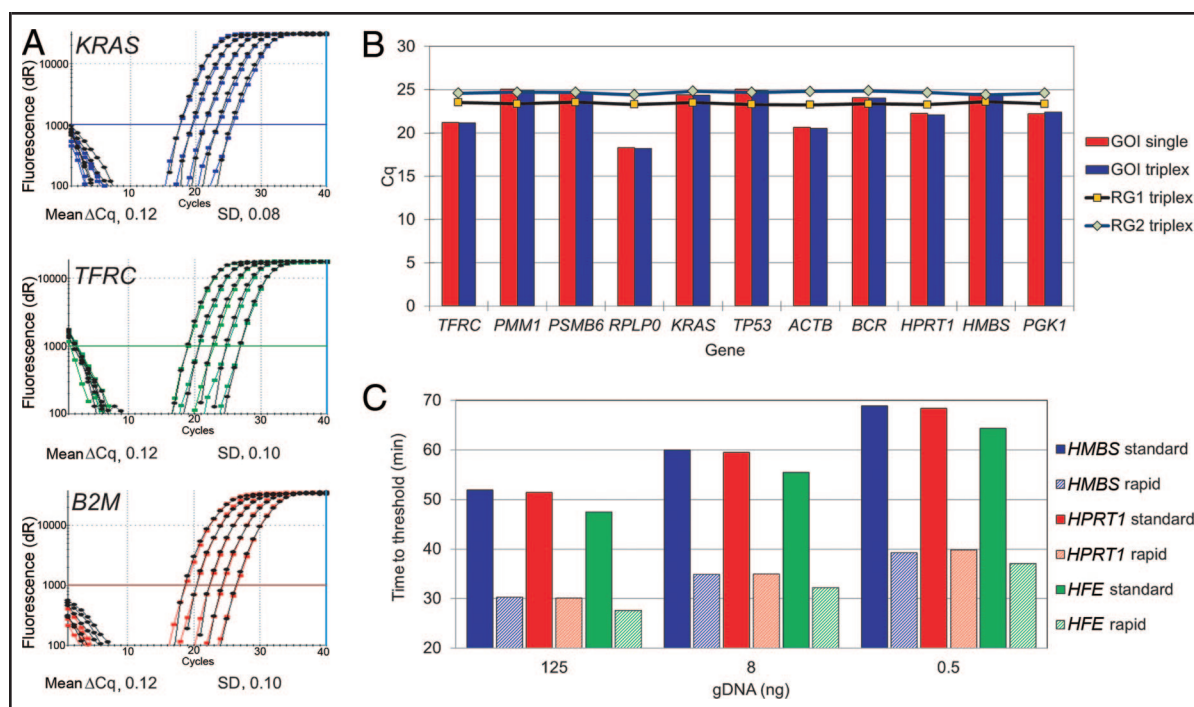 A
KRAS
Fluorescence (dR)
10000
1000
100
10
20
30
40
Cycles
Mean ΔCq, 0.12 SD, 0.08
TFRC
Fluorescence (dR)
10000
1000
100
10
20
30
40
Cycles
Mean ΔCq, 0.12 SD, 0.10
B2M
Fluorescence (dR)
10000
1000
100
10
20
30
40
Cycles
Mean ΔCq, 0.12 SD, 0.10
B
Cq
30
25
20
15
10
5
0
TFRC PMM1 PSMB6 RPLP0 KRAS TP53 ACTB BCR HPRT1 HMBS PGK1
Gene
GOI single
GOI triplex
RG1 triplex
RG2 triplex
C
Time to threshold (min)
70
60
50
40
30
20
125 8 0.5
gDNA (ng)
HMBS standard
HMBS rapid
HPRT1 standard
HPRT1 rapid
HFE standard
HFE rapid